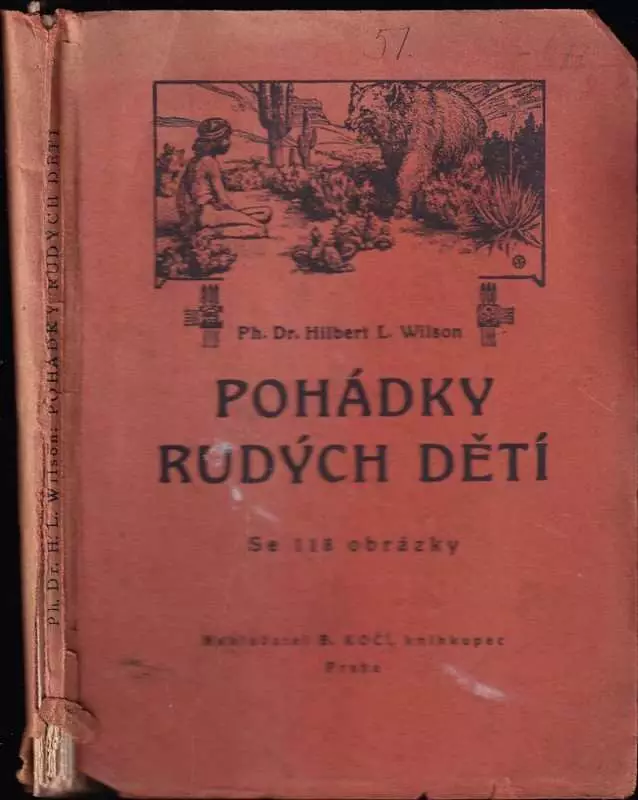 Ph. Dr. H. L. Wilson: POHÁDKY RUDÝCH DĚTÍ
51.
Ph. Dr. Hilbert L. Wilson
POHÁDKY
RUDÝCH DĚTÍ
Se 118 obrázky
Nakladatel B. KOČÍ, knihkupec
Praha